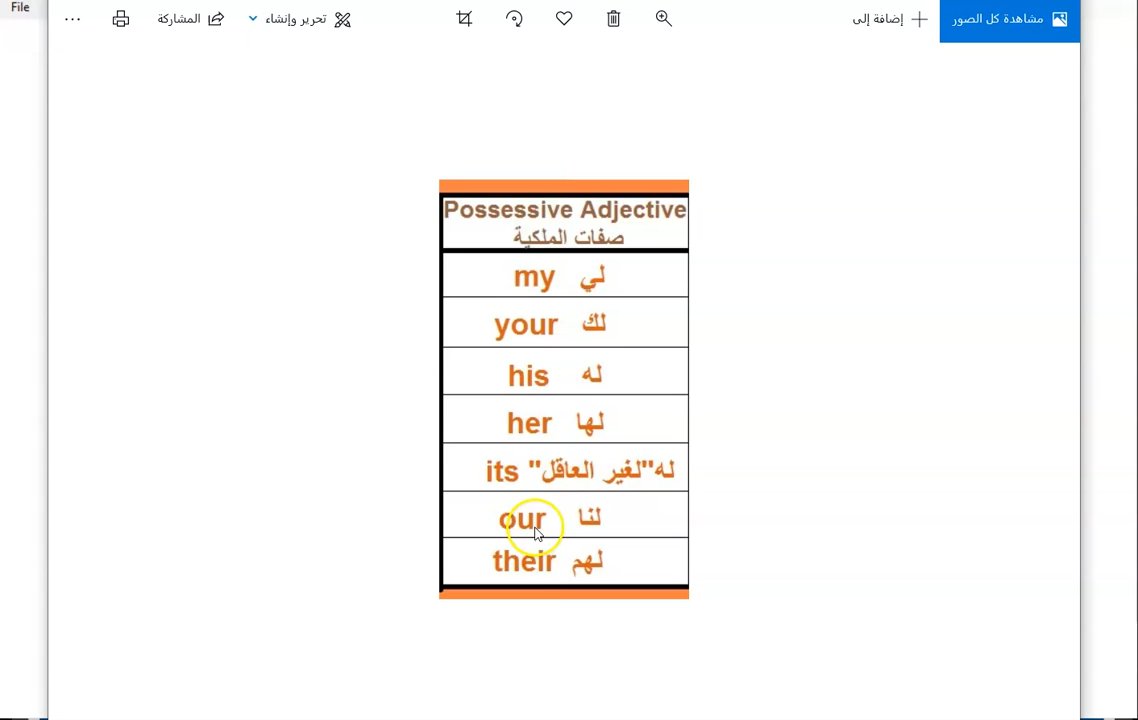 File
مشاهدة كل الصور
إضافة إلى
تحرير وإنشاء
المشاركة
Possessive Adjective
صفات الملكية
my لي
your لك
his له
her لها
its له"لغير العاقل"
our لنا
their لهم